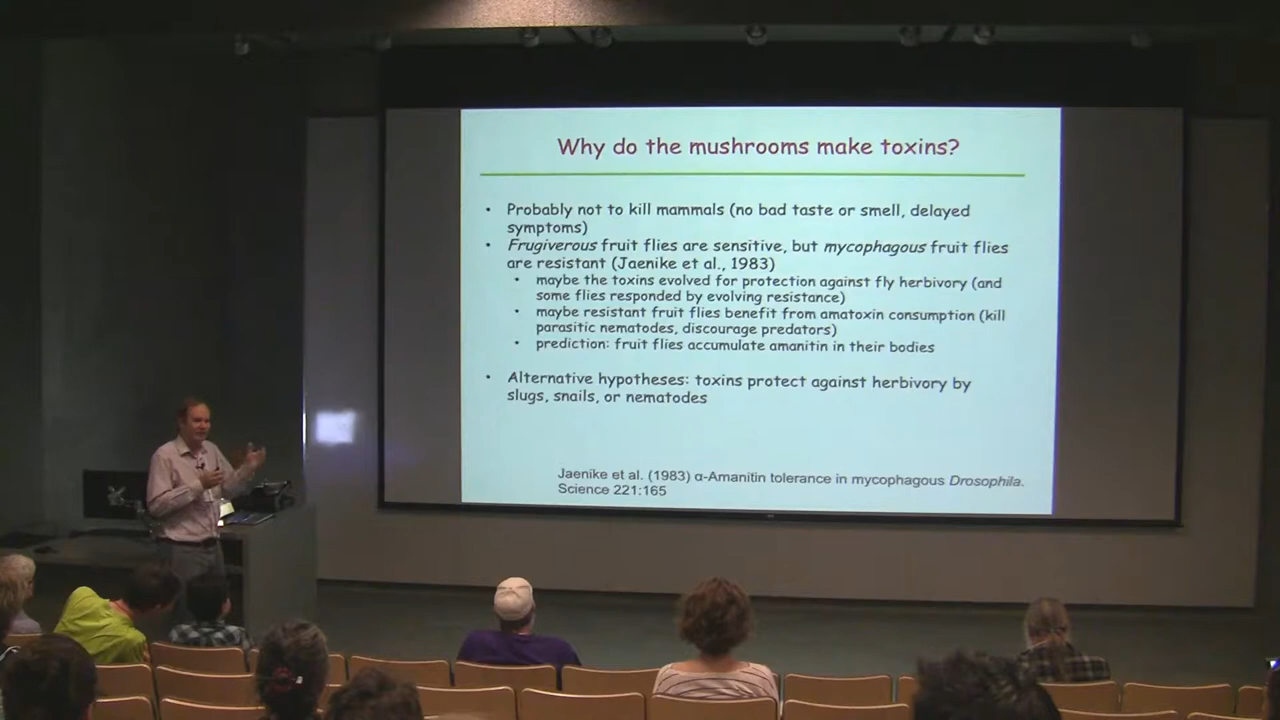 Why do the mushrooms make toxins?
• Probably not to kill mammals (no bad taste or smell, delayed
symptoms)
• Frugiverous fruit flies are sensitive, but mycophagous fruit flies
are resistant (Jaenike et al., 1983)
• maybe the toxins evolved for protection against fly herbivory (and
some flies responded by evolving resistance)
• maybe resistant fruit flies benefit from amatoxin consumption (kill
parasitic nematodes, discourage predators)
• prediction: fruit flies accumulate amanitin in their bodies
• Alternative hypotheses: toxins protect against herbivory by
slugs, snails, or nematodes
Jaenike et al. (1983) α-Amanitin tolerance in mycophagous Drosophila.
Science 221:165